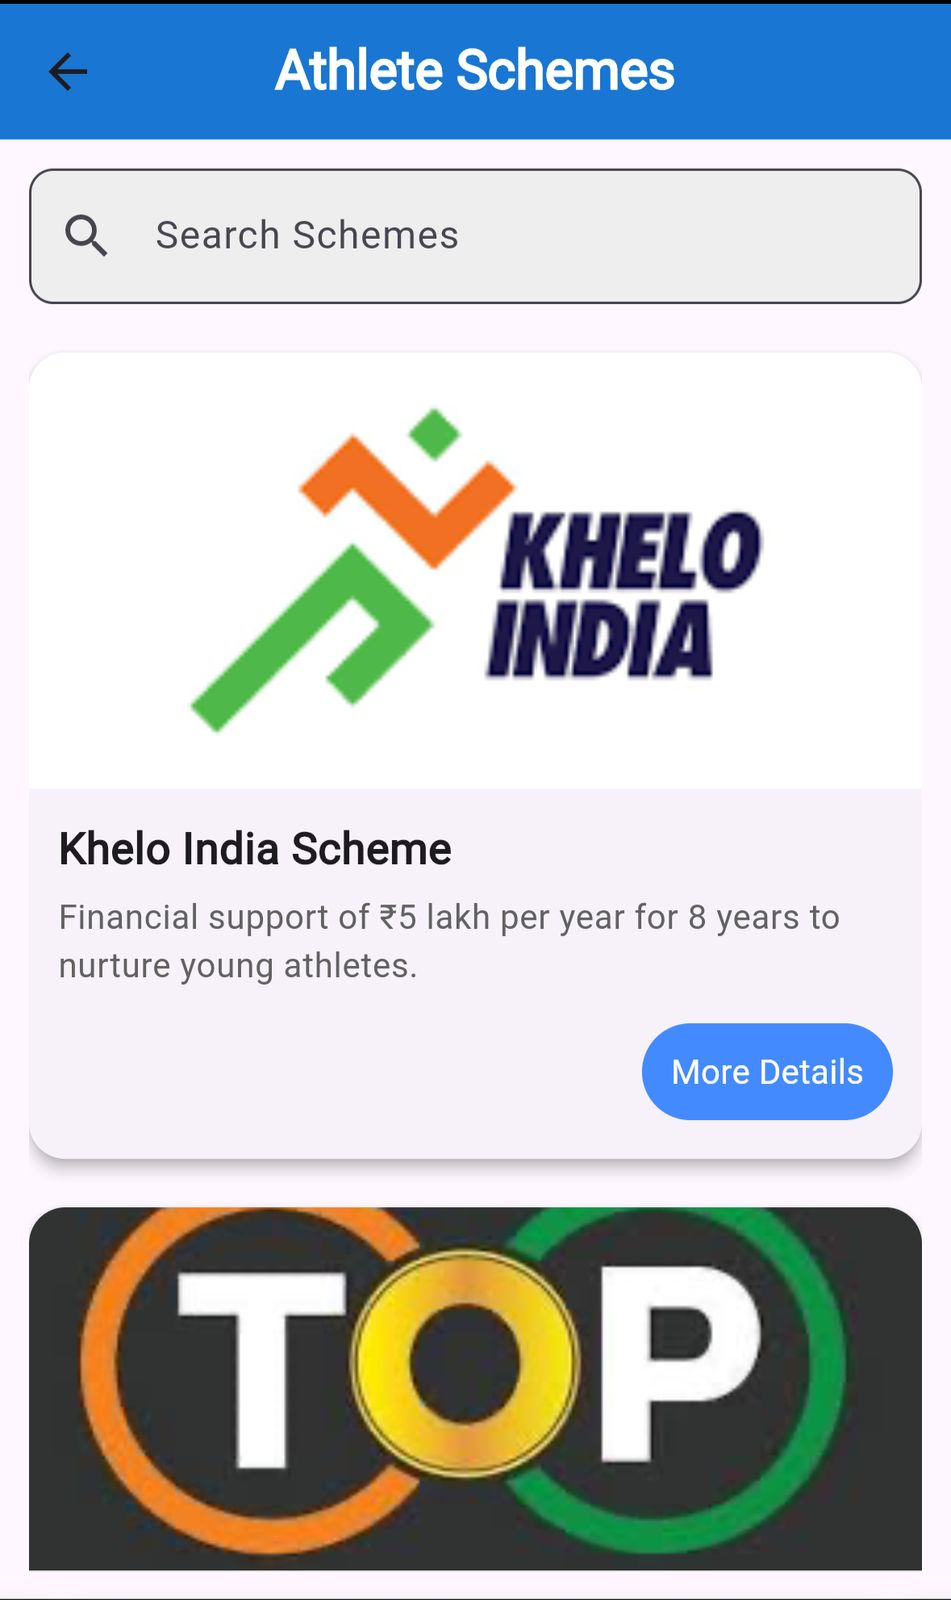 Athlete Schemes
Search Schemes
KHELO
INDIA
Khelo India Scheme
Financial support of ₹5 lakh per year for 8 years to
nurture young athletes.
More Details
TOP